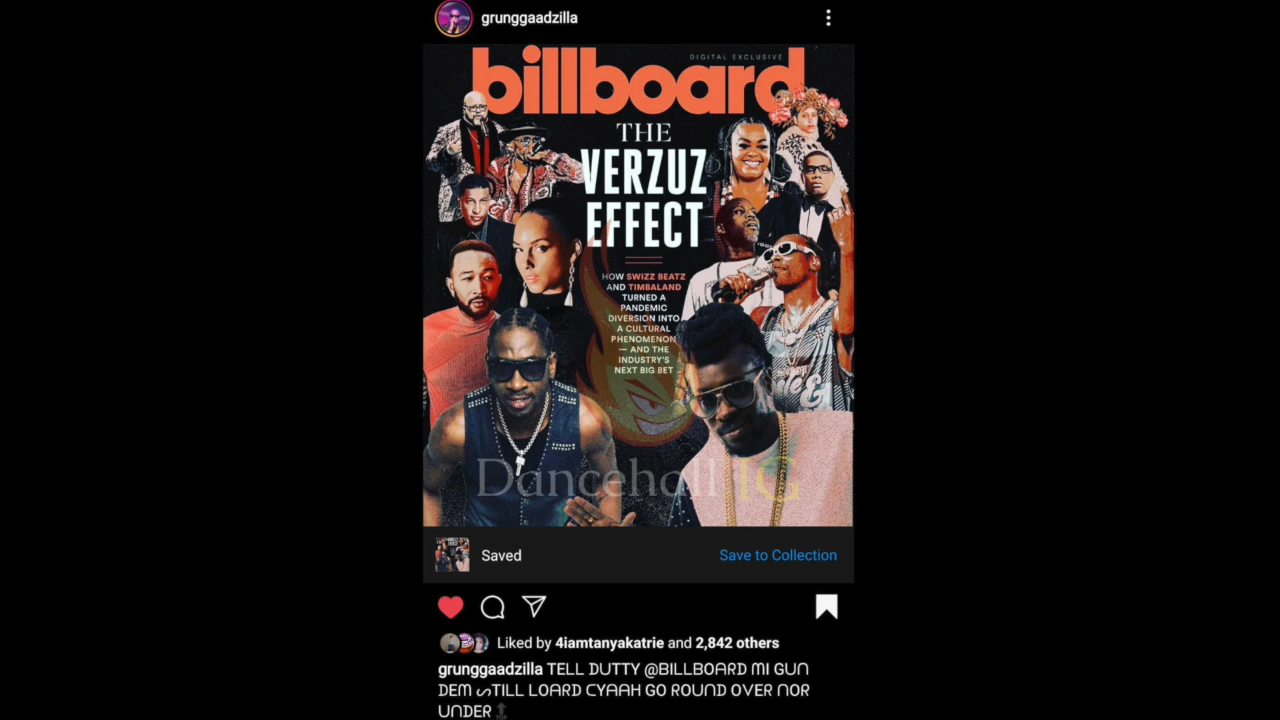 grunggaadzilla
DIGITAL EXCLUSIVE
billboard
THE
VERZUZ
EFFECT
HOW SWIZZ BEATZ
AND TIMBALAND
TURNED A
PANDEMIC
DIVERSION INTO
A CULTURAL
PHENOMENON
— AND THE
INDUSTRY'S
NEXT BIG BET
Dancehall IG
Saved Save to Collection
Liked by 4iamtanyakatrie and 2,842 others
grunggaadzilla TELL DUTTY @BILLBOARD MI GUN
DEM STILL LOARD CYAAH GO ROUND OVER NOR
UNDER